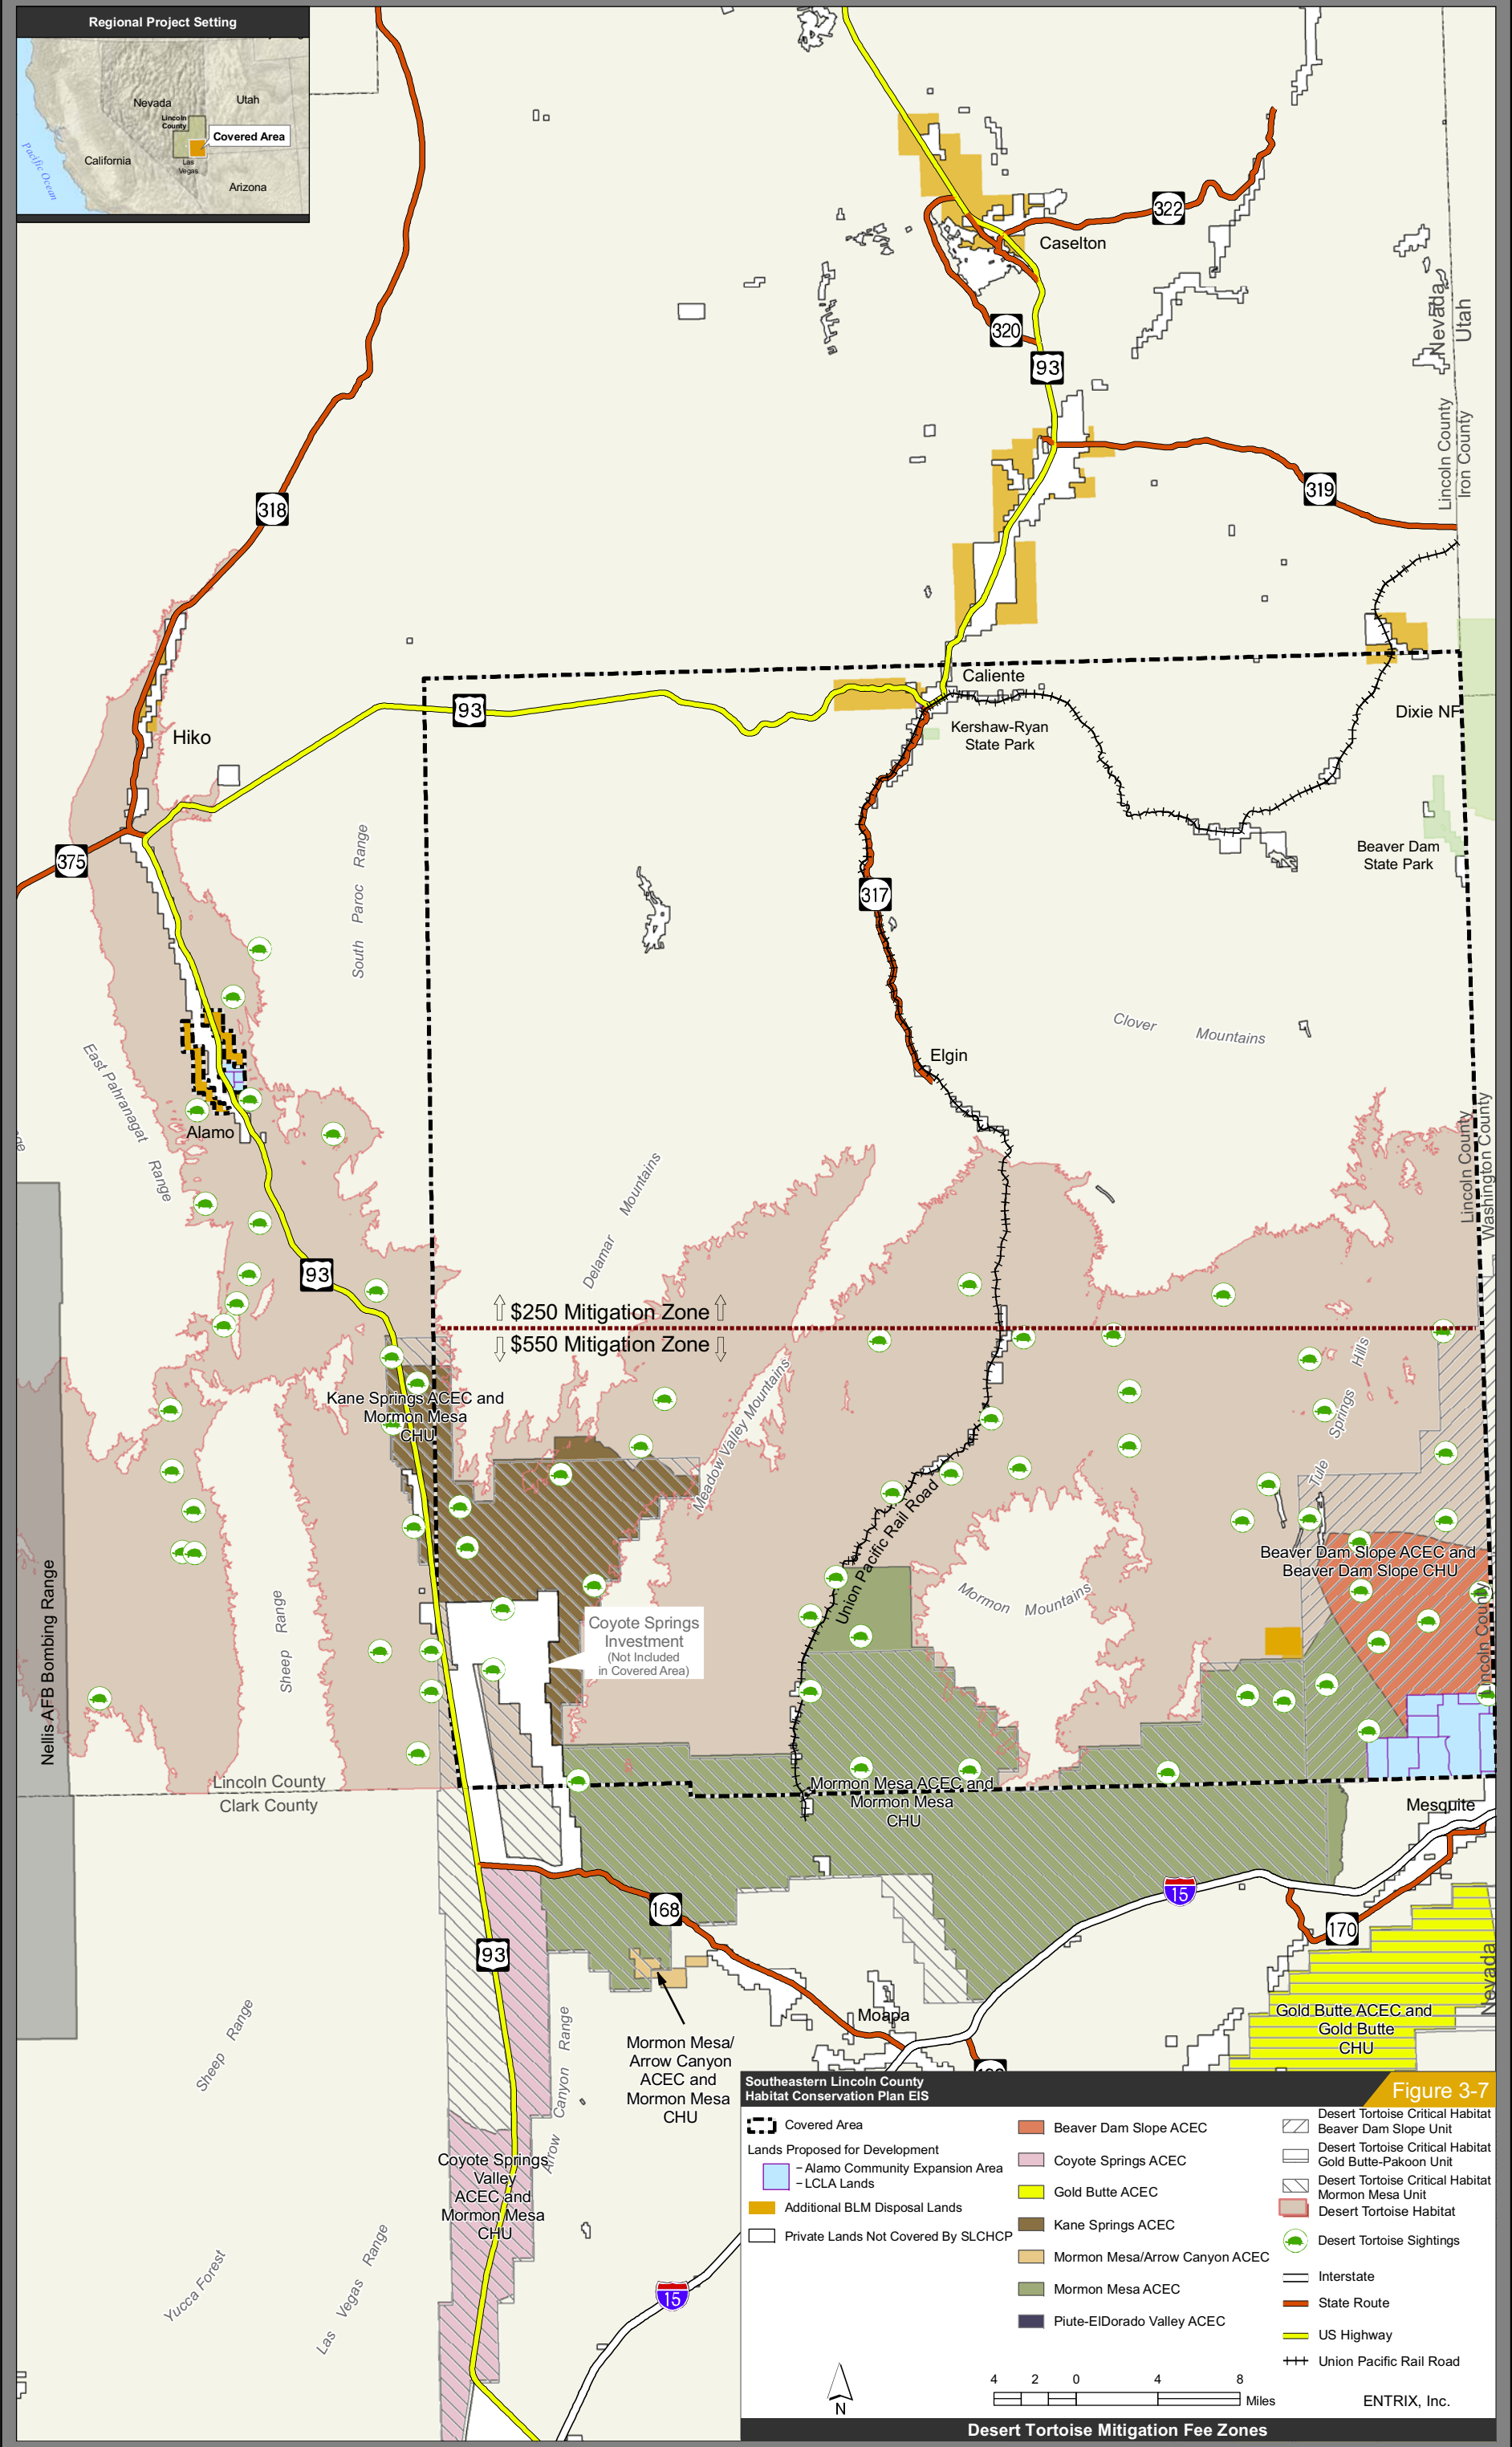 Regional Project Setting
Nevada
Utah
Lincoln
County
Covered Area
California
Las
Vegas
Arizona
Pacific Ocean
322
Caselton
320
93
Nevada
Utah
Lincoln County
Iron County
319
318
Caliente
93
Dixie NF
Kershaw-Ryan
State Park
Hiko
375
Beaver Dam
State Park
South Paroc Range
317
Clover Mountains
Elgin
East Pahranagat Range
Alamo
Lincoln County
Washington County
Delamar Mountains
93
$250 Mitigation Zone
$550 Mitigation Zone
Kane Springs ACEC and
Mormon Mesa
CHU
Meadow Valley Mountains
Tule Springs Hills
Union Pacific Rail Road
Beaver Dam Slope ACEC and
Beaver Dam Slope CHU
Mormon Mountains
Nellis AFB Bombing Range
Sheep Range
Coyote Springs
Investment
(Not Included
in Covered Area)
Lincoln County
Lincoln County
Clark County
Mormon Mesa ACEC and
Mormon Mesa
CHU
Mesquite
15
168
170
93
Nevada
Moapa
Gold Butte ACEC and
Gold Butte
CHU
Sheep Range
Arrow Canyon Range
Mormon Mesa/
Arrow Canyon
ACEC and
Mormon Mesa
CHU
Coyote Springs
Valley
ACEC and
Mormon Mesa
CHU
Yucca Forest
Las Vegas Range
15
Southeastern Lincoln County
Habitat Conservation Plan EIS
Figure 3-7
Covered Area
Lands Proposed for Development
– Alamo Community Expansion Area
– LCLA Lands
Additional BLM Disposal Lands
Private Lands Not Covered By SLCHCP
Beaver Dam Slope ACEC
Coyote Springs ACEC
Gold Butte ACEC
Kane Springs ACEC
Mormon Mesa/Arrow Canyon ACEC
Mormon Mesa ACEC
Piute-ElDorado Valley ACEC
Desert Tortoise Critical Habitat
Beaver Dam Slope Unit
Desert Tortoise Critical Habitat
Gold Butte-Pakoon Unit
Desert Tortoise Critical Habitat
Mormon Mesa Unit
Desert Tortoise Habitat
Desert Tortoise Sightings
Interstate
State Route
US Highway
Union Pacific Rail Road
N
4 2 0 4 8
Miles
ENTRIX, Inc.
Desert Tortoise Mitigation Fee Zones